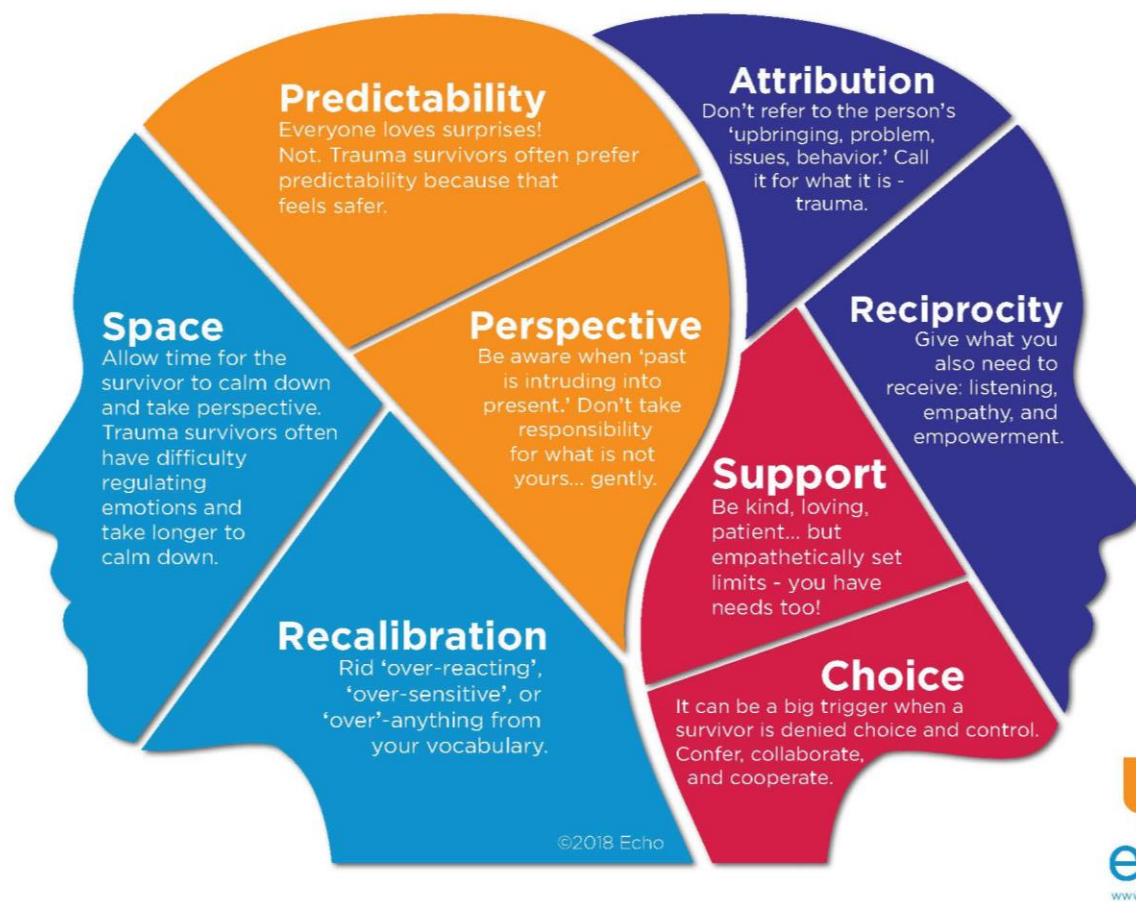 Predictability
Everyone loves surprises!
Not. Trauma survivors often prefer
predictability because that
feels safer.
Attribution
Don’t refer to the person’s
‘upbringing, problem,
issues, behavior.’ Call
it for what it is -
trauma.
Space
Allow time for the
survivor to calm down
and take perspective.
Trauma survivors often
have difficulty
regulating
emotions and
take longer to
calm down.
Perspective
Be aware when ‘past
is intruding into
present.’ Don’t take
responsibility
for what is not
yours... gently.
Reciprocity
Give what you
also need to
receive: listening,
empathy, and
empowerment.
Support
Be kind, loving,
patient... but
empathetically set
limits - you have
needs too!
Recalibration
Rid ‘over-reacting’,
‘over-sensitive’, or
‘over’-anything from
your vocabulary.
Choice
It can be a big trigger when a
survivor is denied choice and control.
Confer, collaborate,
and cooperate.
©2018 Echo
e
www